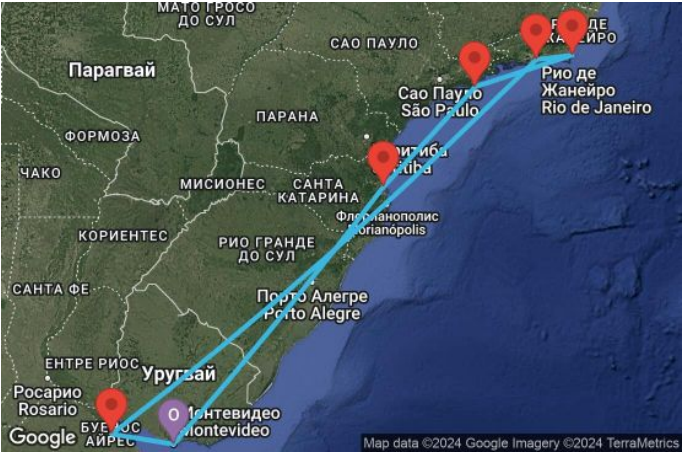 МАТО ГРОСО
ДО СУЛ
САО ПАУЛО
Парагвай
Сао Пауло
São Paulo
Рио де
Жанейро
Rio de Janeiro
ПАРАНА
ФОРМОЗА
ЧАКО
МИСИОНЕС
САНТА
КАТАРИНА
Florianópolis
КОРИЕНТЕС
РИО ГРАНДЕ
ДО СУЛ
САНТА ФЕ
Порто Алегре
Porto Alegre
ЕНТРЕ РИОС
Уругвай
Росарио
Rosario
АЙРЕС
O
Монтевидео
Montevideo
Google
Map data ©2024 Google Imagery ©2024 TerraMetrics